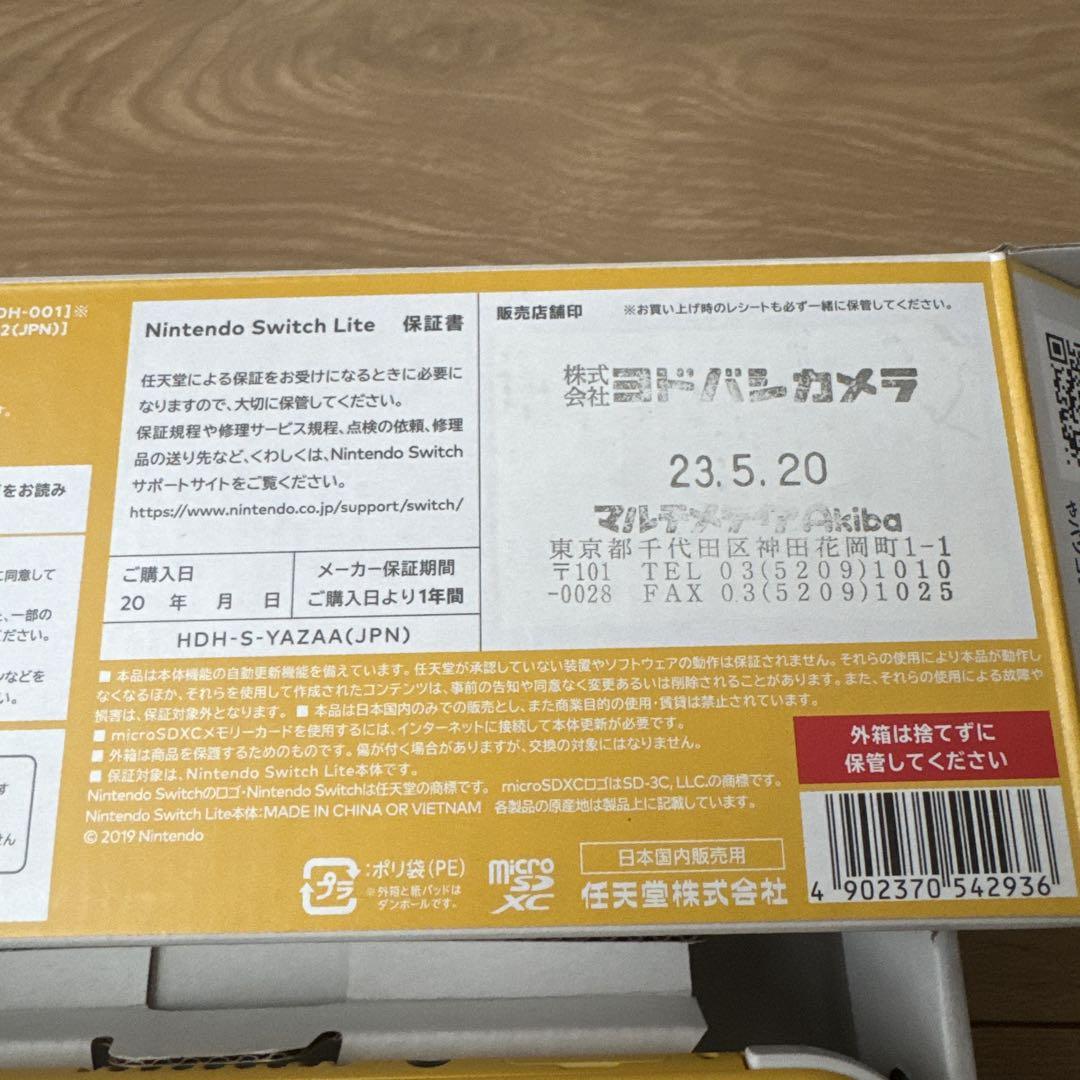 DH-001]※
2(JPN)]
す。
をお読み
に同意して
、一部の
ださい。
ンなどを
い。
す
せん
Nintendo Switch Lite 保証書
任天堂による保証をお受けになるときに必要に
なりますので、大切に保管してください。
保証規程や修理サービス規程、点検の依頼、修理
品の送り先など、くわしくは、Nintendo Switch
サポートサイトをご覧ください。
https://www.nintendo.co.jp/support/switch/
ご購入日
20 年 月 日
メーカー保証期間
ご購入日より1年間
HDH-S-YAZAA(JPN)
販売店舗印 ※お買い上げ時のレシートも必ず一緒に保管してください。
株式会社ヨドバシカメラ
23.5.20
マルチメディアAkiba
東京都千代田区神田花岡町1-1
〒101 TEL 03(5209)1010
-0028 FAX 03(5209)1025
■ 本品は本体機能の自動更新機能を備えています。任天堂が承認していない装置やソフトウェアの動作は保証されません。それらの使用により本品が動作し
なくなるほか、それらを使用して作成されたコンテンツは、事前の告知や同意なく変更あるいは削除されることがあります。また、それらの使用による故障や
損害は、保証対象外となります。 ■ 本品は日本国内のみでの販売とし、また商業目的の使用・賃貸は禁止されています。
■ microSDXCメモリーカードを使用するには、インターネットに接続して本体更新が必要です。
■ 外箱は商品を保護するためのものです。傷が付く場合がありますが、交換の対象にはなりません。
■ 保証対象は、Nintendo Switch Lite本体です。
Nintendo Switchのロゴ・Nintendo Switchは任天堂の商標です。 microSDXCロゴはSD-3C, LLC.の商標です。
Nintendo Switch Lite本体:MADE IN CHINA OR VIETNAM 各製品の原産地は製品上に記載しています。
© 2019 Nintendo
外箱は捨てずに
保管してください
プラ
:ポリ袋(PE)
※外箱と紙パッドは
ダンボールです。
micro
SD
XC
日本国内販売用
任天堂株式会社
4 902370 542936